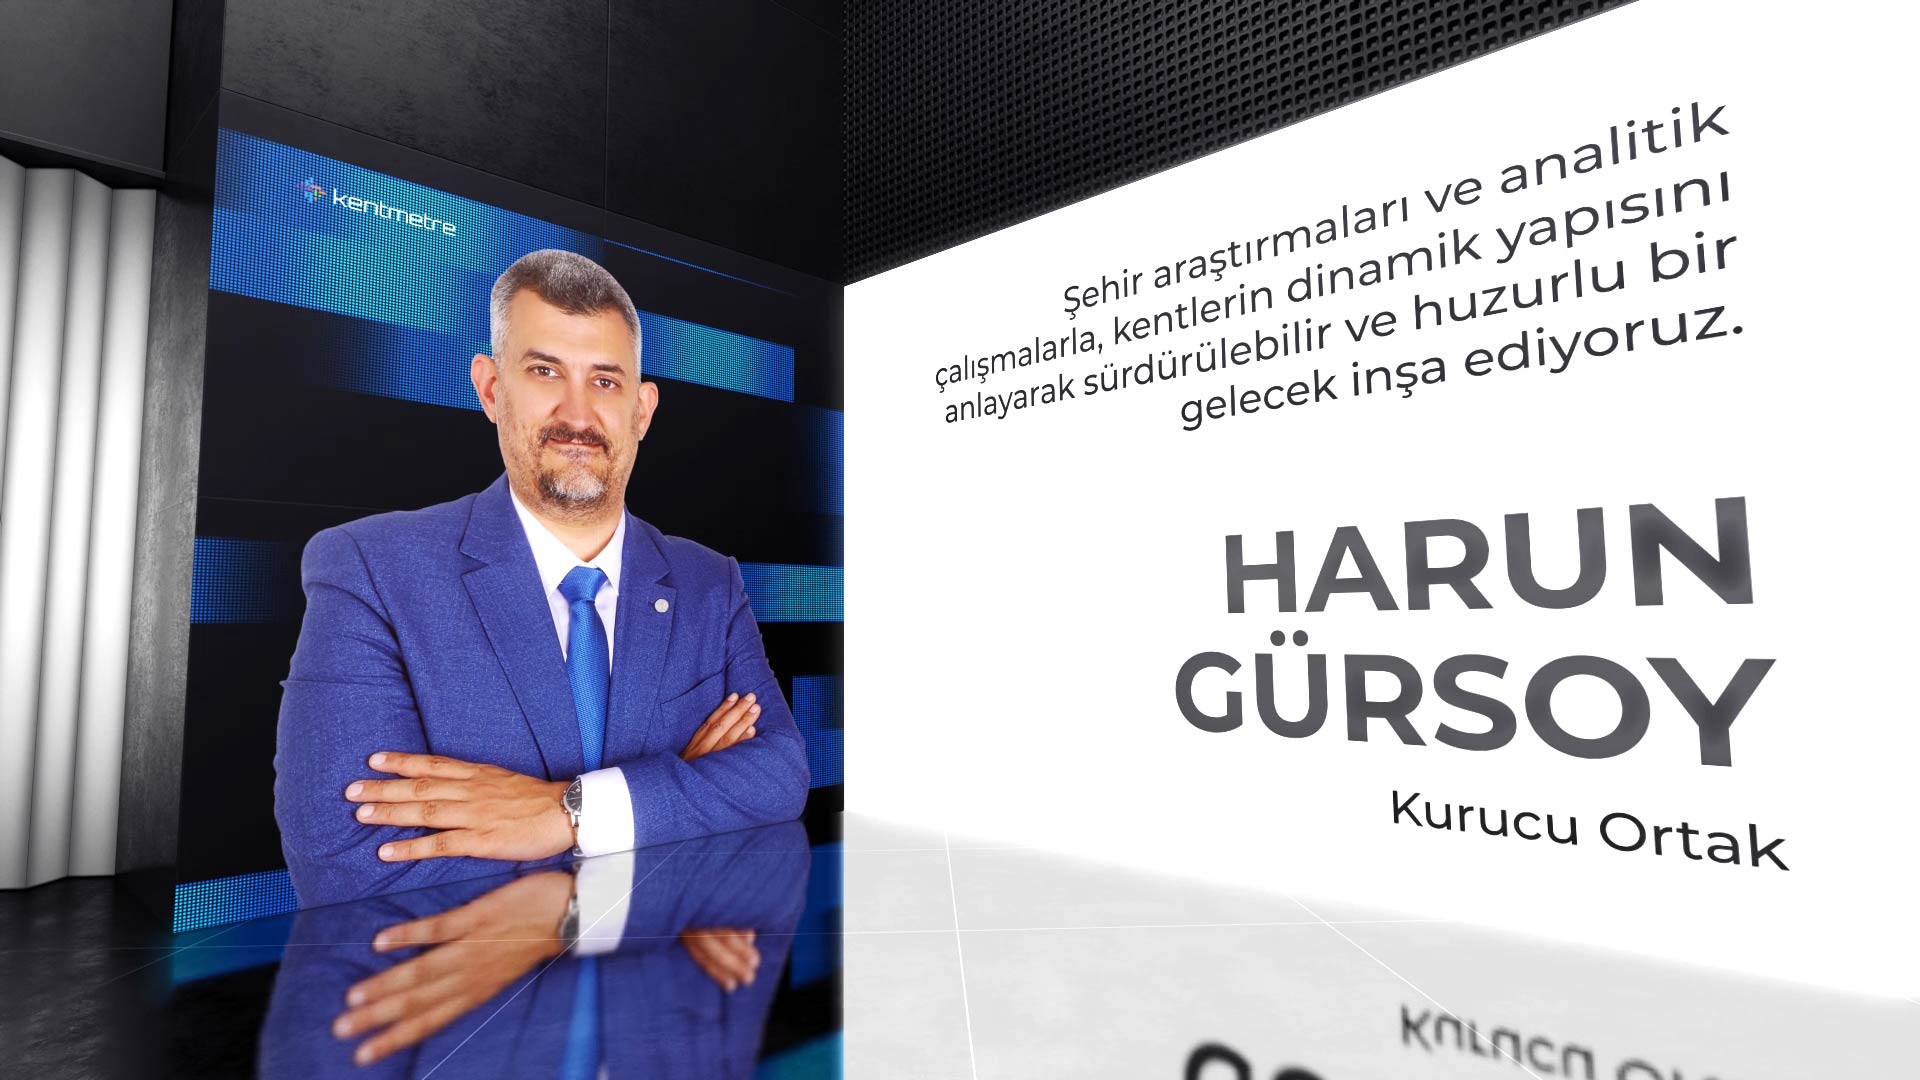 kentmetre
Şehir araştırmaları ve analitik
çalışmalarla, kentlerin dinamik yapısını
anlayarak sürdürülebilir ve huzurlu bir
gelecek inşa ediyoruz.
HARUN
GÜRSOY
Kurucu Ortak